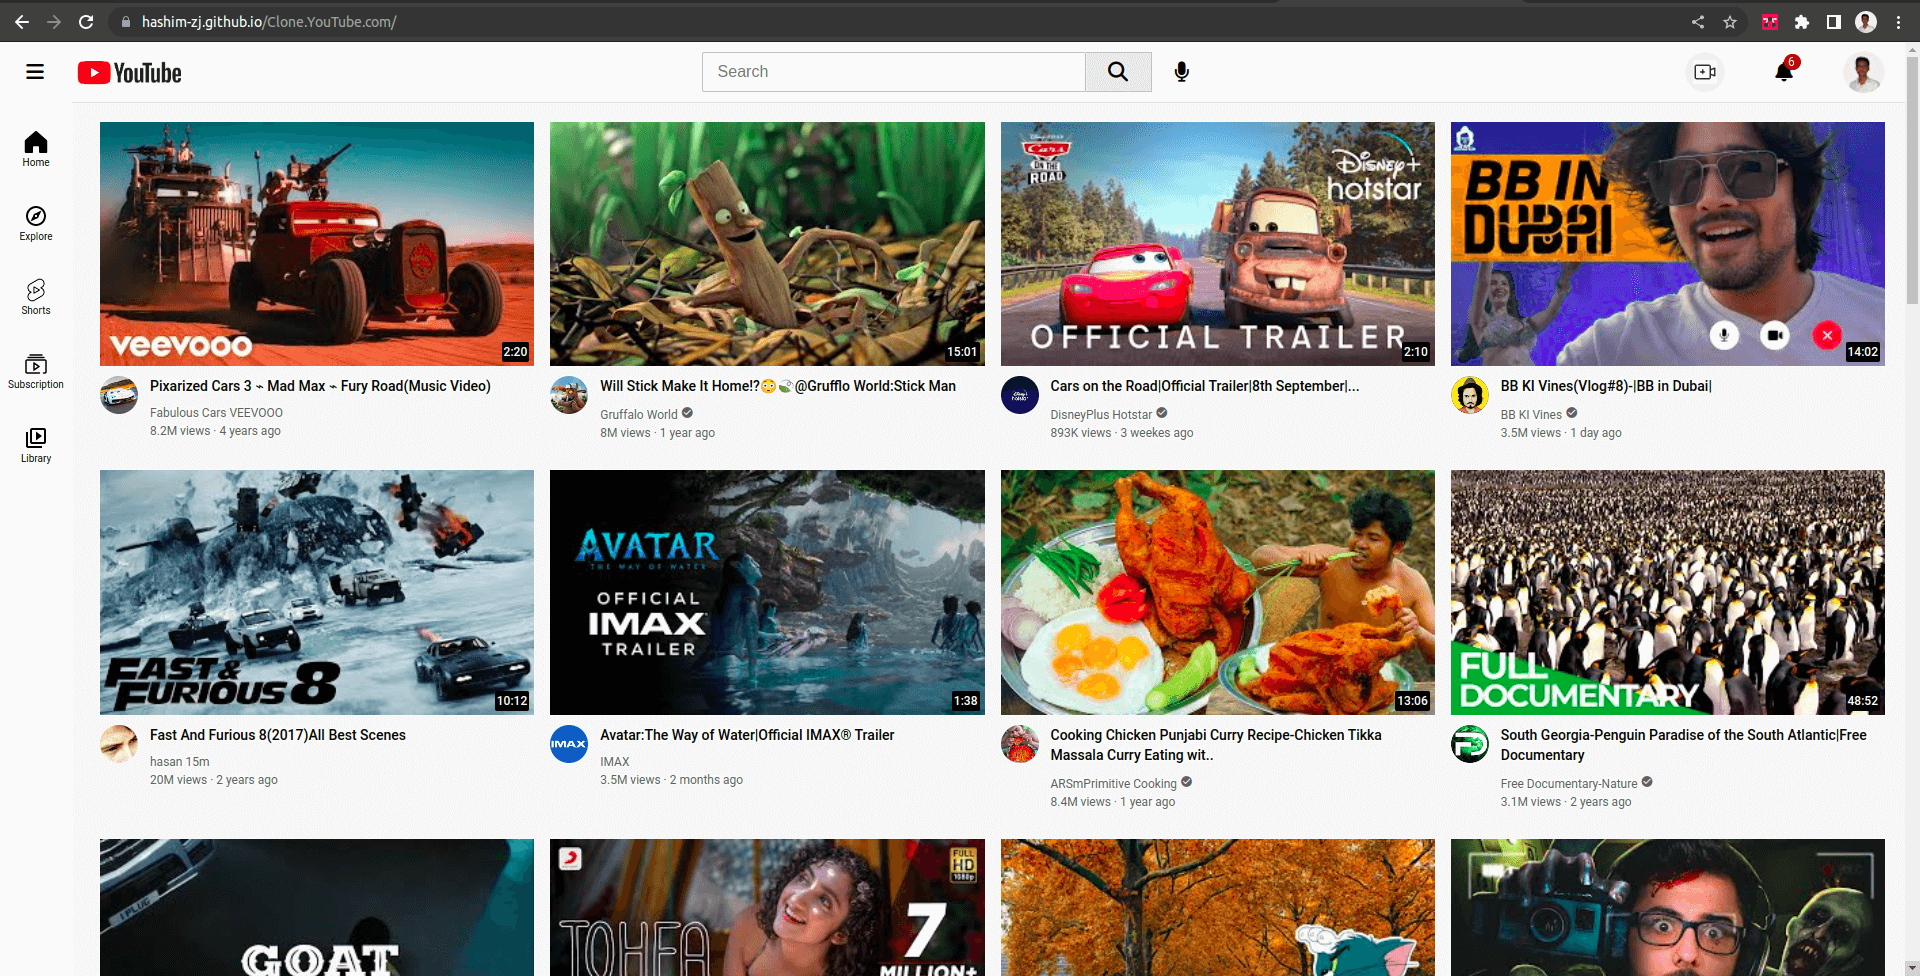 hashim-zj.github.io/Clone.YouTube.com/
YouTube
Search
6
Home
Explore
Shorts
Subscription
Library
veevooo
2:20
Pixarized Cars 3 ⌁ Mad Max ⌁ Fury Road(Music Video)
Fabulous Cars VEEVOOO
8.2M views · 4 years ago
15:01
Will Stick Make It Home!?😳🍃@Grufflo World:Stick Man
Gruffalo World
8M views · 1 year ago
Cars
ON THE
ROAD
Disney+
hotstar
OFFICIAL TRAILER
2:10
Cars on the Road|Official Trailer|8th September|...
DisneyPlus Hotstar
893K views · 3 weekes ago
BB IN
DUBAI
14:02
BB KI Vines(Vlog#8)-|BB in Dubai|
BB KI Vines
3.5M views · 1 day ago
FAST &
FURIOUS 8
10:12
Fast And Furious 8(2017)All Best Scenes
hasan 15m
20M views · 2 years ago
AVATAR
THE WAY OF WATER
OFFICIAL
IMAX
TRAILER
1:38
IMAX
Avatar:The Way of Water|Official IMAX® Trailer
IMAX
3.5M views · 2 months ago
13:06
Cooking Chicken Punjabi Curry Recipe-Chicken Tikka
Massala Curry Eating wit..
ARSmPrimitive Cooking
8.4M views · 1 year ago
FULL
DOCUMENTARY
48:52
FD
South Georgia-Penguin Paradise of the South Atlantic|Free
Documentary
Free Documentary-Nature
3.1M views · 2 years ago
GOAT
FULL
HD
1080p
TOHFA
7
MILLION+